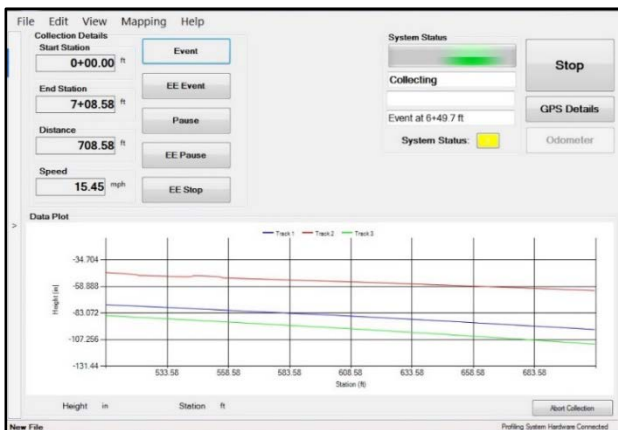 File Edit View Mapping Help
Collection Details
Start Station
0+00.00 ft
End Station
7+08.58 ft
Distance
708.58 ft
Speed
15.45 mph
Event
EE Event
Pause
EE Pause
EE Stop
System Status
Collecting
Event at 6+49.7 ft
System Status:
Stop
GPS Details
Odometer
>
Data Plot
Track 1 Track 2 Track 3
Height (in)
-34.704
-58.888
-83.072
-107.256
-131.44
533.58 558.58 583.58 608.58 633.58 658.58 683.58
Station (ft)
Height in Station ft
Abort Collection
New File
Profiling System Hardware Connected